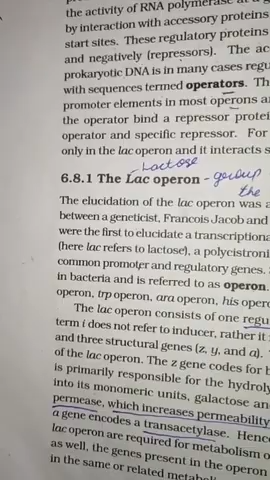 the activity of RNA polymerase at a g
by interaction with accessory proteins
start sites. These regulatory proteins
and negatively (repressors). The ac
prokaryotic DNA is in many cases regu
with sequences termed operators. Th
promoter elements in most operons a
the operator bind a repressor protei
operator and specific repressor. For
only in the lac operon and it interacts s
Lactose
6.8.1 The Lac operon - group
the
The elucidation of the lac operon was a
between a geneticist, Francois Jacob and
were the first to elucidate a transcriptiona
(here lac refers to lactose), a polycistroni
common promoter and regulatory genes.
in bacteria and is referred to as operon.
operon, trp operon, ara operon, his oper
The lac operon consists of one regu
term i does not refer to inducer, rather it
and three structural genes (z, y, and a).
of the lac operon. The z gene codes for b
is primarily responsible for the hydroly
into its monomeric units, galactose an
permease, which increases permeability
a gene encodes a transacetylase. Henc
lac operon are required for metabolism o
as well, the genes present in the operon
in the same or related metabol